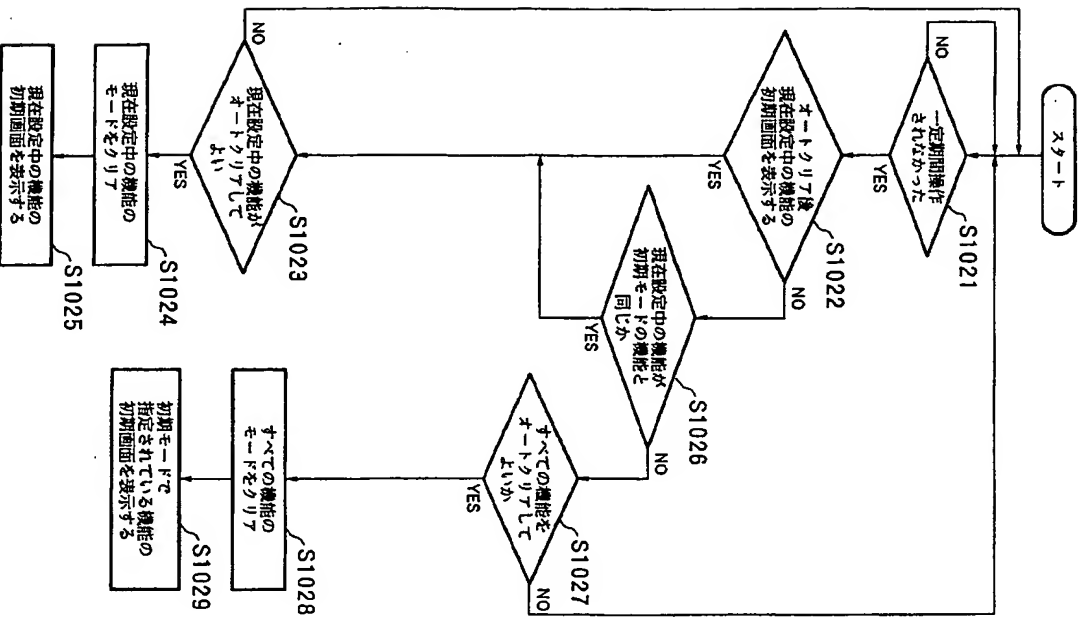 スタート
一定期間操作
されなかった
S1021
NO
YES
オートクリア後
現在設定中の機能の
初期画面を表示する
S1022
NO
YES
現在設定中の機能が
オートクリアして
よい
S1023
NO
YES
現在設定中の機能の
モードをクリア
S1024
現在設定中の機能の
初期画面を表示する
S1025
現在設定中の機能が
初期モードの機能と
同じか
S1026
NO
YES
すべての機能を
オートクリアして
よいか
S1027
NO
YES
すべての機能の
モードをクリア
S1028
初期モードで
指定されている機能の
初期画面を表示する
S1029